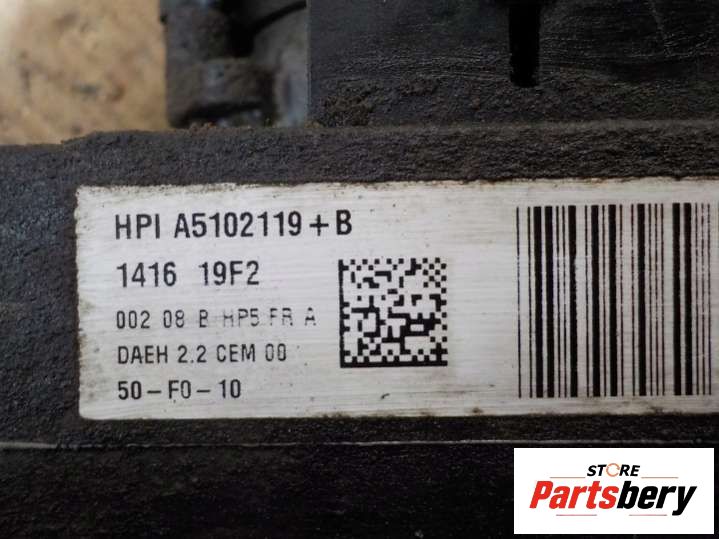 HPI A5102119+B
1416 19F2
002 08 B HP5 FR A
DAEH 2.2 CEM 00
50-F0-10
STORE
Partsbery